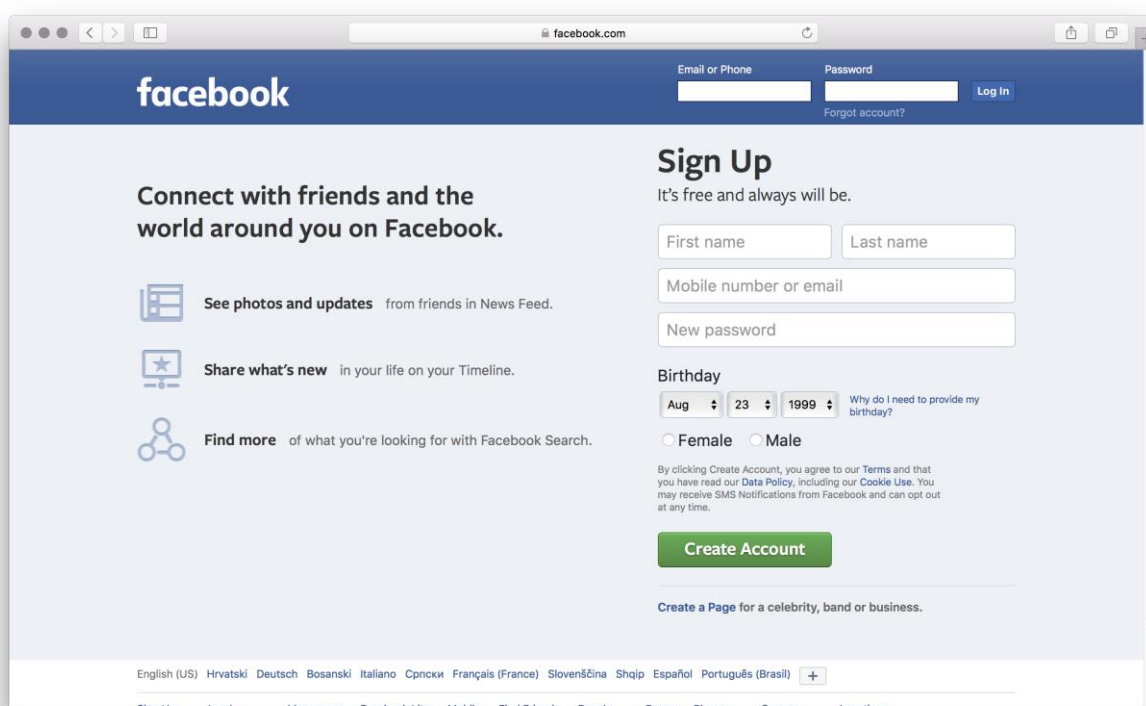 facebook.com
facebook
Email or Phone
Password
Log In
Forgot account?
Connect with friends and the
world around you on Facebook.
See photos and updates from friends in News Feed.
Share what's new in your life on your Timeline.
Find more of what you're looking for with Facebook Search.
Sign Up
It's free and always will be.
First name
Last name
Mobile number or email
New password
Birthday
Aug 23 1999
Why do I need to provide my
birthday?
Female Male
By clicking Create Account, you agree to our Terms and that
you have read our Data Policy, including our Cookie Use. You
may receive SMS Notifications from Facebook and can opt out
at any time.
Create Account
Create a Page for a celebrity, band or business.
English (US) Hrvatski Deutsch Bosanski Italiano Српски Français (France) Slovenščina Shqip Español Português (Brasil) +